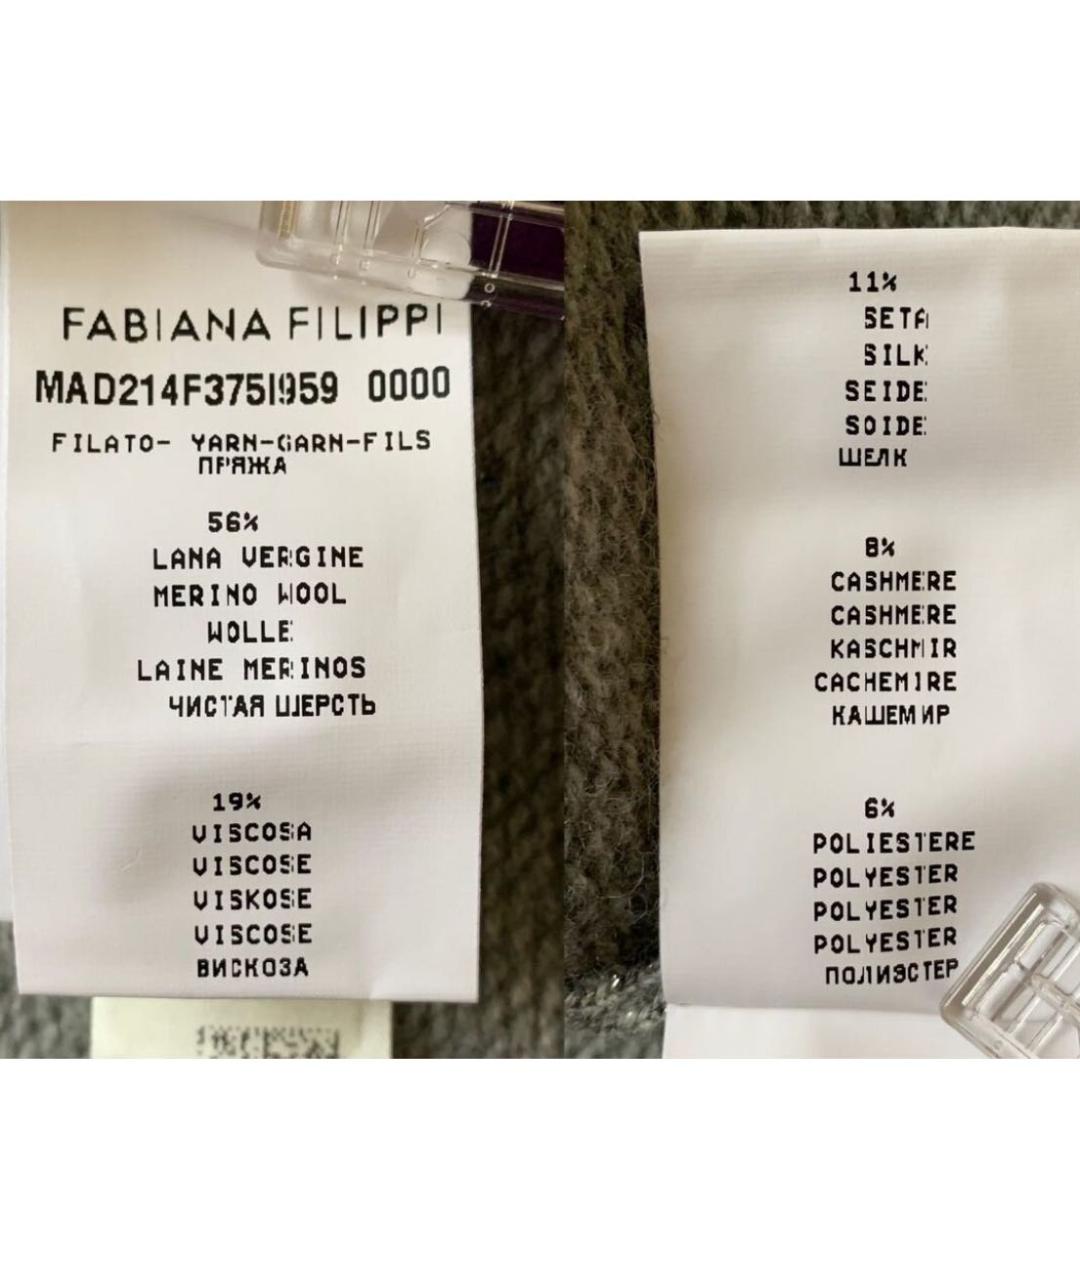 FABIANA FILIPPI
MAD214F375I959 0000
FILATO- YARN-GARN-FILS
ПРЯЖА
56%
LANA VERGINE
MERINO WOOL
WOLLE
LAINE MERINOS
ЧИСТАЯ ШЕРСТЬ
19%
VISCOSA
VISCOSE
VISKOSE
VISCOSE
ВИСКОЗА
11%
SETA
SILK
SEIDE
SOIDE
ШЕЛК
8%
CASHMERE
CASHMERE
KASCHMIR
CACHEMIRE
КАШЕМИР
6%
POLIESTERE
POLYESTER
POLYESTER
POLYESTER
ПОЛИЭСТЕР